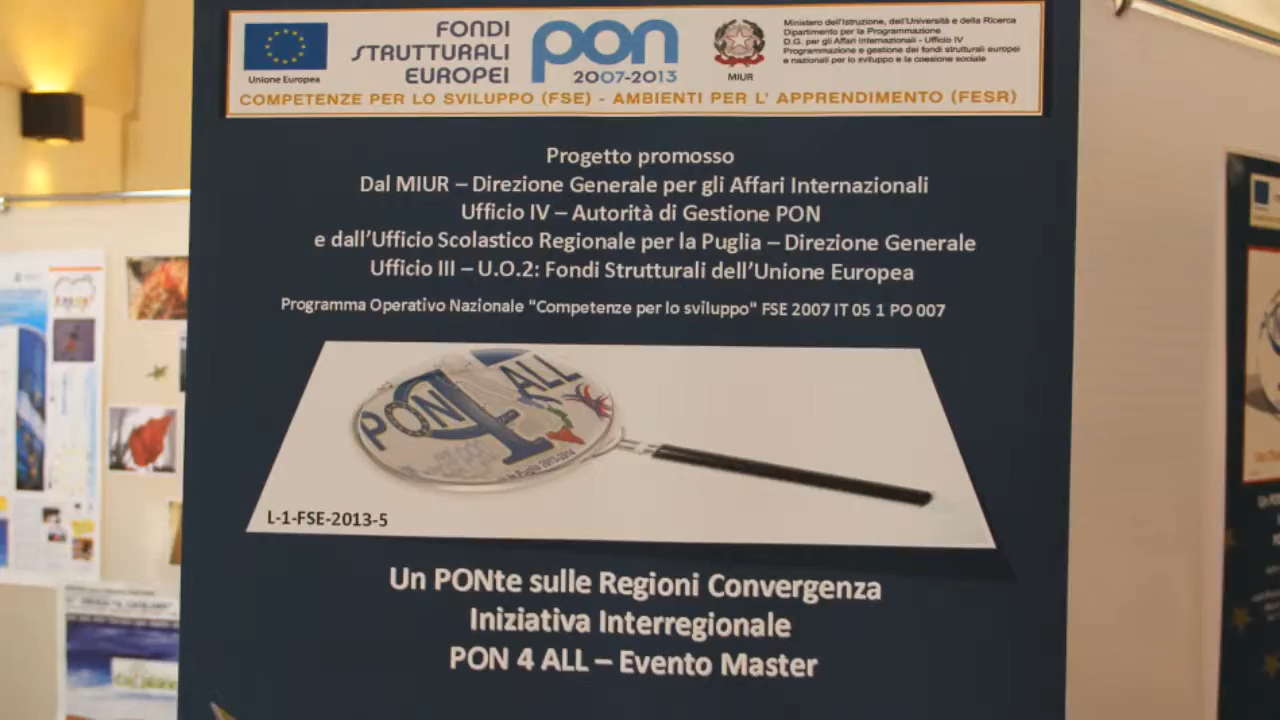 FONDI
STRUTTURALI
EUROPEI
pon
2007-2013
Unione Europea
MIUR
Ministero dell'Istruzione, dell'Università e della Ricerca
Dipartimento per la Programmazione
D.G. per gli Affari Internazionali - Ufficio IV
Programmazione e gestione dei fondi strutturali europei
e nazionali per lo sviluppo e la coesione sociale
COMPETENZE PER LO SVILUPPO (FSE) - AMBIENTI PER L' APPRENDIMENTO (FESR)
Progetto promosso
Dal MIUR – Direzione Generale per gli Affari Internazionali
Ufficio IV – Autorità di Gestione PON
e dall'Ufficio Scolastico Regionale per la Puglia – Direzione Generale
Ufficio III – U.O.2: Fondi Strutturali dell'Unione Europea
Programma Operativo Nazionale "Competenze per lo sviluppo" FSE 2007 IT 05 1 PO 007
PON 4 ALL
L-1-FSE-2013-5
Un PONte sulle Regioni Convergenza
Iniziativa Interregionale
PON 4 ALL – Evento Master